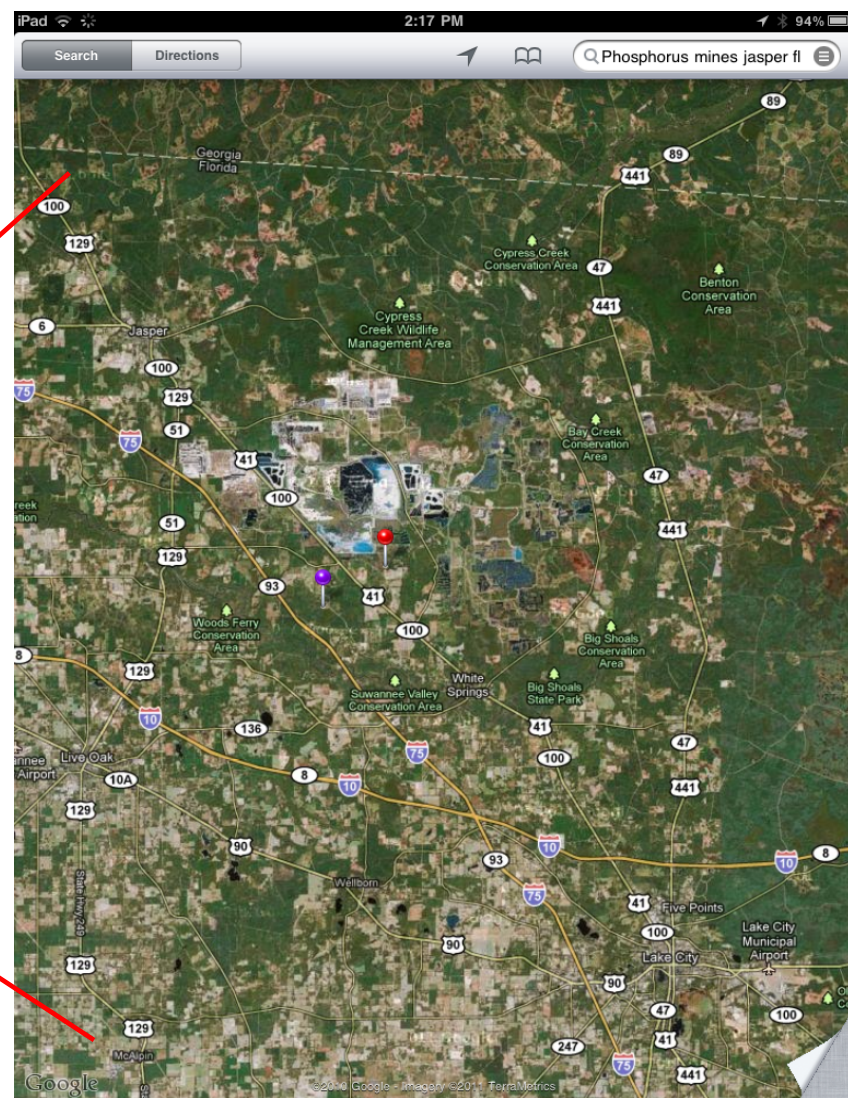 iPad
2:17 PM
94%
Search
Directions
Phosphorus mines jasper fl
89
Georgia
Florida
89
441
100
129
Cypress Creek
Conservation Area
47
Benton
Conservation
Area
441
Cypress
Creek Wildlife
Management Area
6
Jasper
100
75
129
Bay Creek
Conservation
Area
51
75
41
47
100
reek
ation
51
441
129
93
41
Woods Ferry
Conservation
Area
100
Big Shoals
Conservation
Area
8
129
White
Springs
Suwannee Valley
Conservation Area
Big Shoals
State Park
10
136
41
47
75
annee
Airport
Live Oak
100
10A
8
10
441
129
90
10
8
93
10
State Hwy 249
Wellborn
75
41
Five Points
100
Lake City
Municipal
Airport
90
Lake City
129
90
47
100
129
41
McAlpin
247
75
441
Google
©2010 Google - Imagery ©2011 TerraMetrics